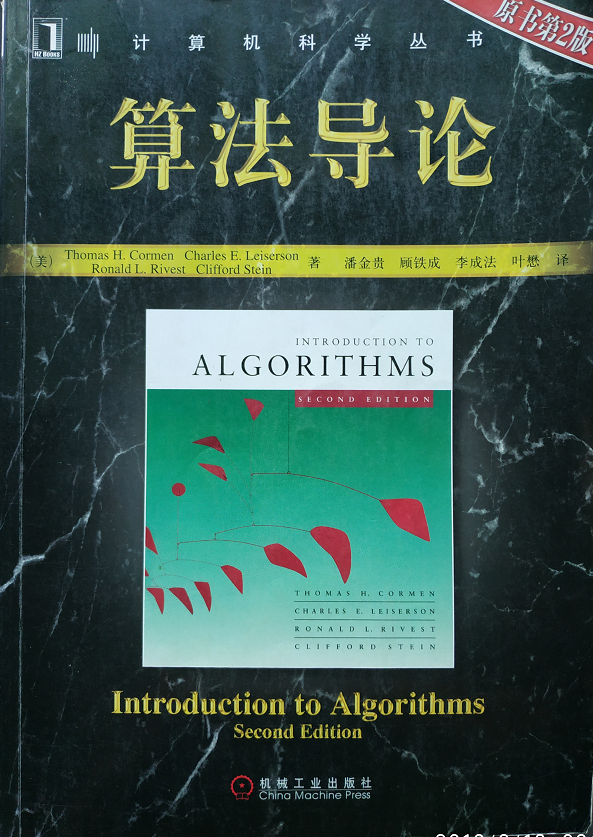 HZ Books
计算机科学丛书
原书第2版
算法导论
(美) Thomas H. Cormen Charles E. Leiserson
Ronald L. Rivest Clifford Stein 著 潘金贵 顾铁成 李成法 叶懋 译
INTRODUCTION TO
ALGORITHMS
SECOND EDITION
THOMAS H. CORMEN
CHARLES E. LEISERSON
RONALD L. RIVEST
CLIFFORD STEIN
Introduction to Algorithms
Second Edition
机械工业出版社
China Machine Press